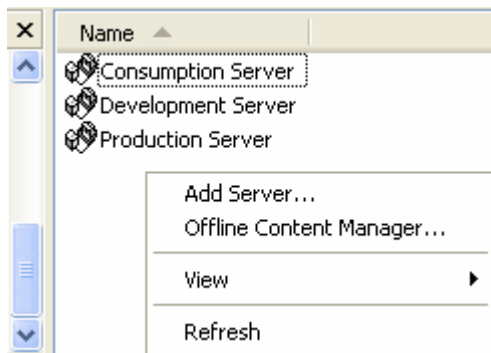 Name
Consumption Server
Development Server
Production Server
Add Server...
Offline Content Manager...
View
Refresh